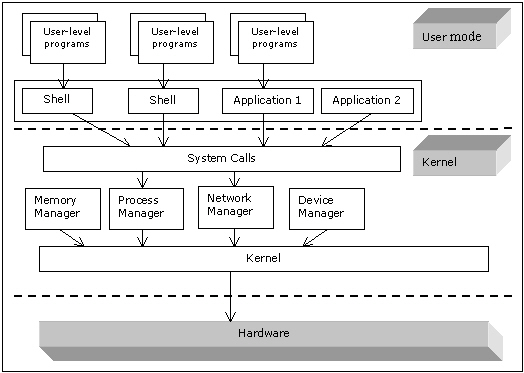 User-level
programs
User-level
programs
User-level
programs
User mode
Shell
Shell
Application 1
Application 2
System Calls
Kernel
Memory
Manager
Process
Manager
Network
Manager
Device
Manager
Kernel
Hardware